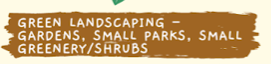 GREEN LANDSCAPING –
GARDENS, SMALL PARKS, SMALL
GREENERY/SHRUBS